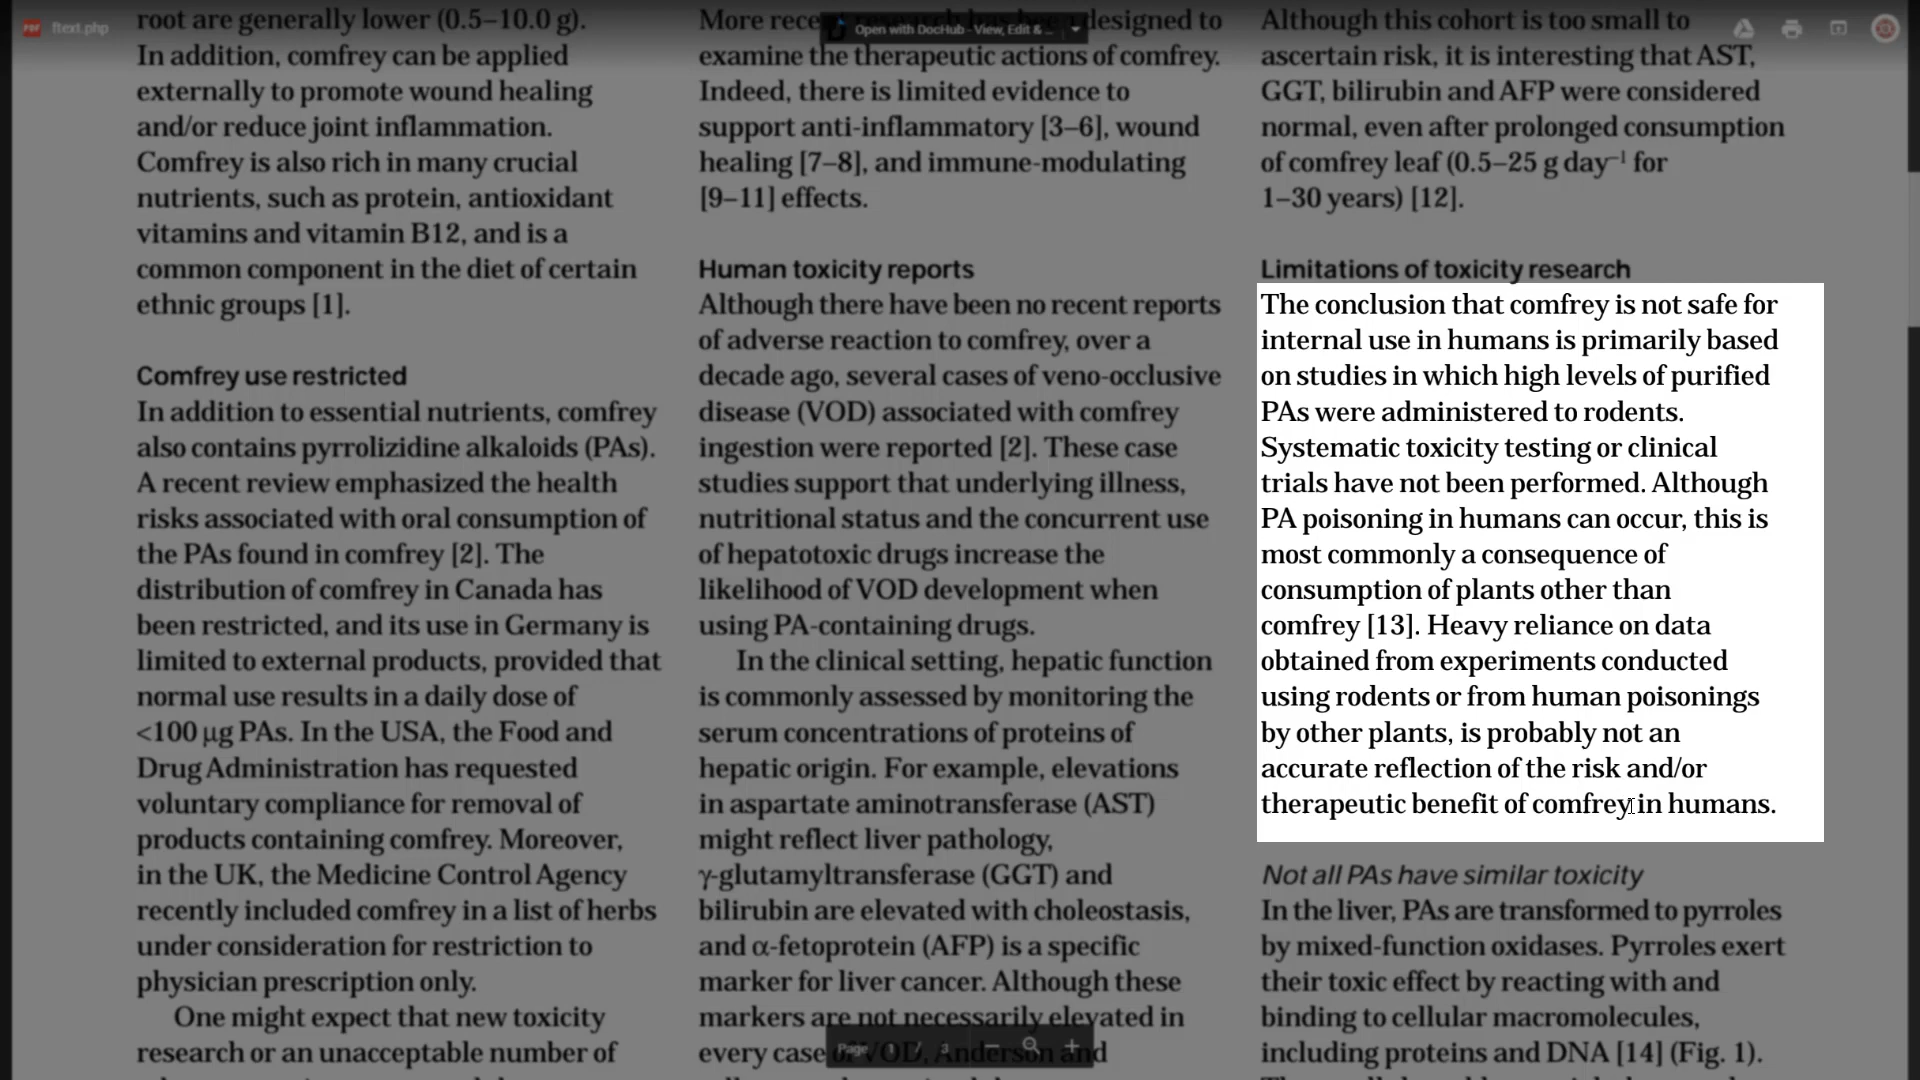 ftext.php
Open with DocHub - View, Edit & ...
root are generally lower (0.5–10.0 g).
In addition, comfrey can be applied
externally to promote wound healing
and/or reduce joint inflammation.
Comfrey is also rich in many crucial
nutrients, such as protein, antioxidant
vitamins and vitamin B12, and is a
common component in the diet of certain
ethnic groups [1].
Comfrey use restricted
In addition to essential nutrients, comfrey
also contains pyrrolizidine alkaloids (PAs).
A recent review emphasized the health
risks associated with oral consumption of
the PAs found in comfrey [2]. The
distribution of comfrey in Canada has
been restricted, and its use in Germany is
limited to external products, provided that
normal use results in a daily dose of
<100 μg PAs. In the USA, the Food and
Drug Administration has requested
voluntary compliance for removal of
products containing comfrey. Moreover,
in the UK, the Medicine Control Agency
recently included comfrey in a list of herbs
under consideration for restriction to
physician prescription only.
One might expect that new toxicity
research or an unacceptable number of
More recent research has been designed to
examine the therapeutic actions of comfrey.
Indeed, there is limited evidence to
support anti-inflammatory [3–6], wound
healing [7–8], and immune-modulating
[9–11] effects.
Human toxicity reports
Although there have been no recent reports
of adverse reaction to comfrey, over a
decade ago, several cases of veno-occlusive
disease (VOD) associated with comfrey
ingestion were reported [2]. These case
studies support that underlying illness,
nutritional status and the concurrent use
of hepatotoxic drugs increase the
likelihood of VOD development when
using PA-containing drugs.
In the clinical setting, hepatic function
is commonly assessed by monitoring the
serum concentrations of proteins of
hepatic origin. For example, elevations
in aspartate aminotransferase (AST)
might reflect liver pathology,
γ-glutamyltransferase (GGT) and
bilirubin are elevated with choleostasis,
and α-fetoprotein (AFP) is a specific
marker for liver cancer. Although these
markers are not necessarily elevated in
every case of VOD, Anderson and
Although this cohort is too small to
ascertain risk, it is interesting that AST,
GGT, bilirubin and AFP were considered
normal, even after prolonged consumption
of comfrey leaf (0.5–25 g day⁻¹ for
1–30 years) [12].
Limitations of toxicity research
The conclusion that comfrey is not safe for
internal use in humans is primarily based
on studies in which high levels of purified
PAs were administered to rodents.
Systematic toxicity testing or clinical
trials have not been performed. Although
PA poisoning in humans can occur, this is
most commonly a consequence of
consumption of plants other than
comfrey [13]. Heavy reliance on data
obtained from experiments conducted
using rodents or from human poisonings
by other plants, is probably not an
accurate reflection of the risk and/or
therapeutic benefit of comfrey in humans.
Not all PAs have similar toxicity
In the liver, PAs are transformed to pyrroles
by mixed-function oxidases. Pyrroles exert
their toxic effect by reacting with and
binding to cellular macromolecules,
including proteins and DNA [14] (Fig. 1).
Page 1 / 3